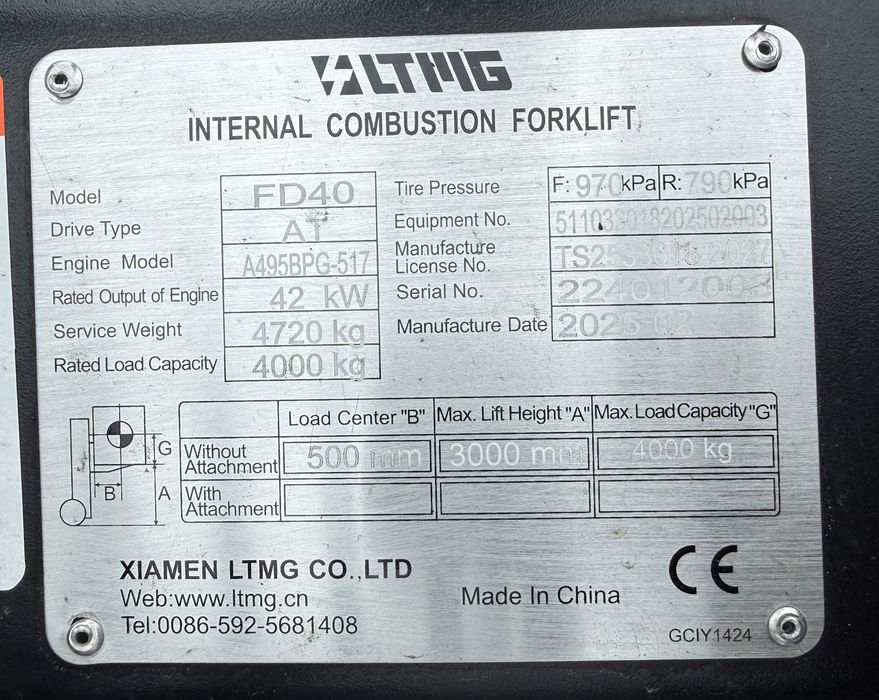 LTMG
INTERNAL COMBUSTION FORKLIFT
Model FD40
Drive Type AT
Engine Model A495BPG-517
Rated Output of Engine 42 kW
Service Weight 4720 kg
Rated Load Capacity 4000 kg
Tire Pressure F: 970 kPa R: 790 kPa
Equipment No. 511033018202502003
Manufacture
License No.
Serial No.
Manufacture Date 2025-07
Load Center "B" Max. Lift Height "A" Max. Load Capacity "G"
Without
Attachment 500 mm 3000 mm 4000 kg
With
Attachment
G
B A
XIAMEN LTMG CO.,LTD
Web:www.ltmg.cn
Tel:0086-592-5681408
Made In China
CE
GCIY1424